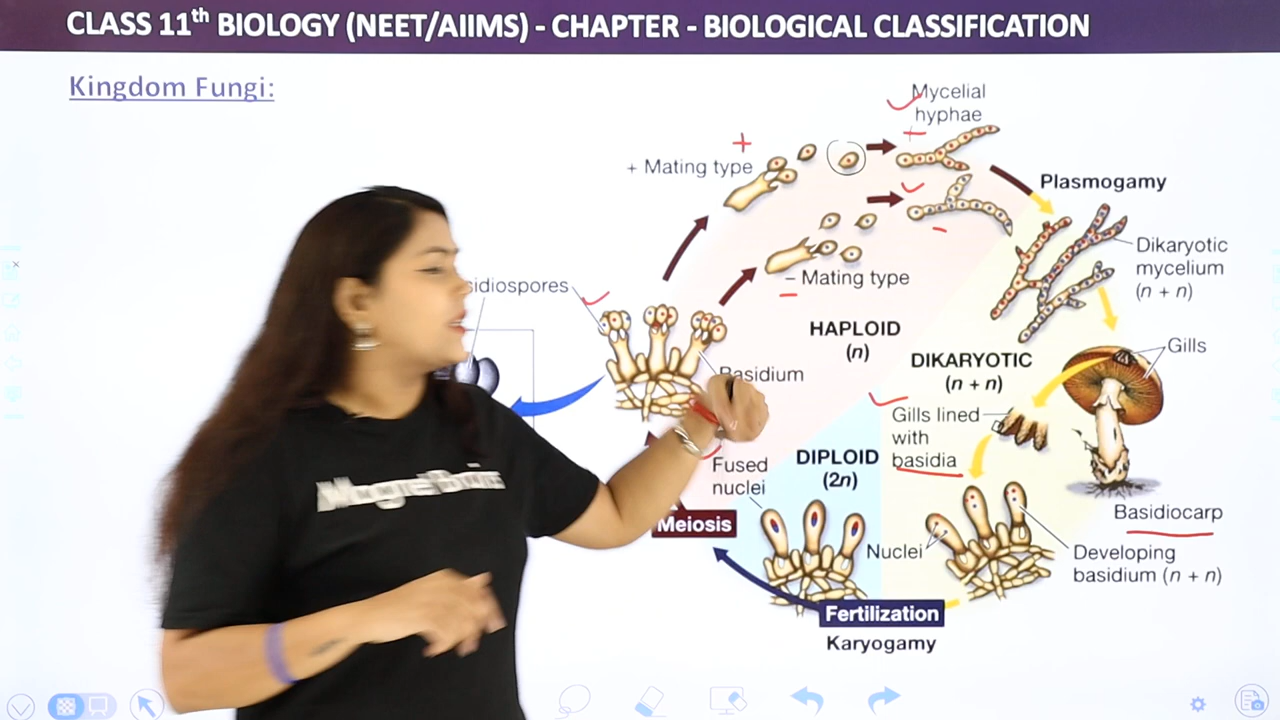 CLASS 11th BIOLOGY (NEET/AIIMS) - CHAPTER - BIOLOGICAL CLASSIFICATION
Kingdom Fungi:
Mycelial
hyphae
+
+ Mating type
Plasmogamy
Dikaryotic
mycelium
(n + n)
− Mating type
sidiospores
HAPLOID
(n)
Gills
DIKARYOTIC
(n + n)
Basidium
Gills lined
with
basidia
Fused
nuclei
DIPLOID
(2n)
Basidiocarp
Meiosis
Nuclei
Developing
basidium (n + n)
Fertilization
Karyogamy